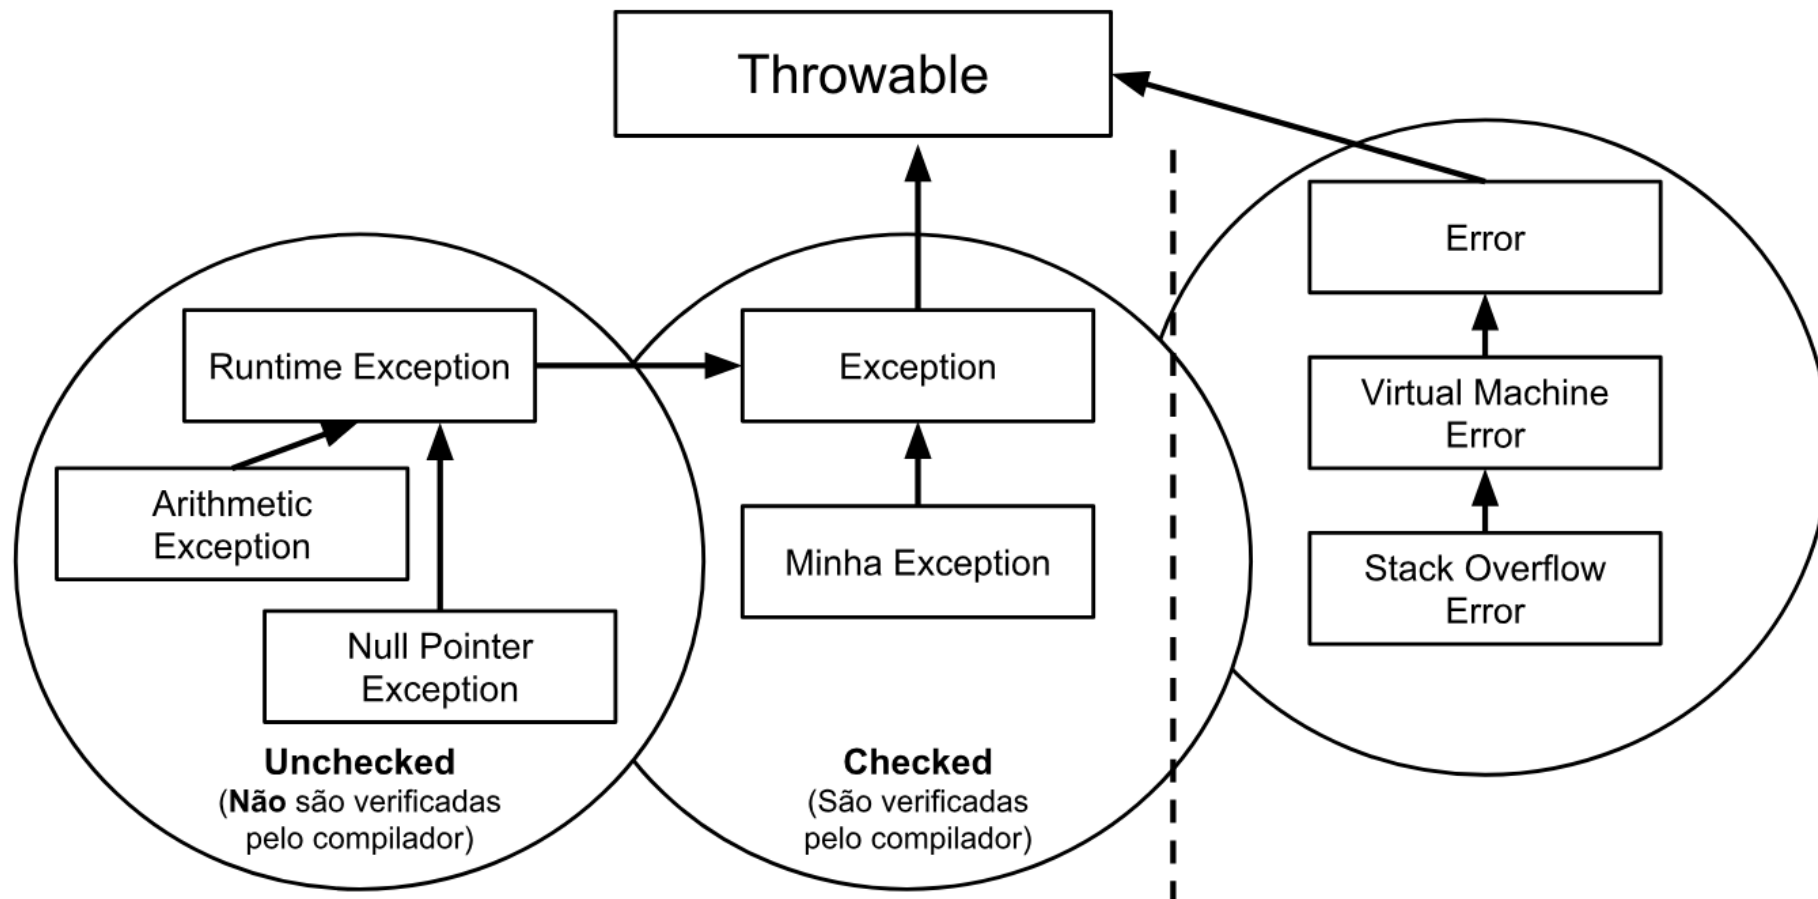 Throwable
Error
Runtime Exception
Exception
Virtual Machine
Error
Arithmetic
Exception
Minha Exception
Stack Overflow
Error
Null Pointer
Exception
Unchecked
(Não são verificadas
pelo compilador)
Checked
(São verificadas
pelo compilador)